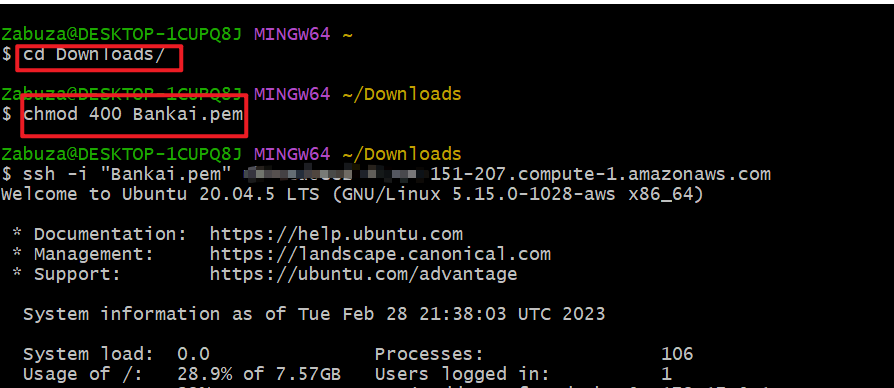 Zabuza@DESKTOP-1CUPQ8J MINGW64 ~
$ cd Downloads/
Zabuza@DESKTOP-1CUPQ8J MINGW64 ~/Downloads
$ chmod 400 Bankai.pem
Zabuza@DESKTOP-1CUPQ8J MINGW64 ~/Downloads
$ ssh -i "Bankai.pem" 151-207.compute-1.amazonaws.com
Welcome to Ubuntu 20.04.5 LTS (GNU/Linux 5.15.0-1028-aws x86_64)
* Documentation: https://help.ubuntu.com
* Management: https://landscape.canonical.com
* Support: https://ubuntu.com/advantage
System information as of Tue Feb 28 21:38:03 UTC 2023
System load: 0.0 Processes: 106
Usage of /: 28.9% of 7.57GB Users logged in: 1